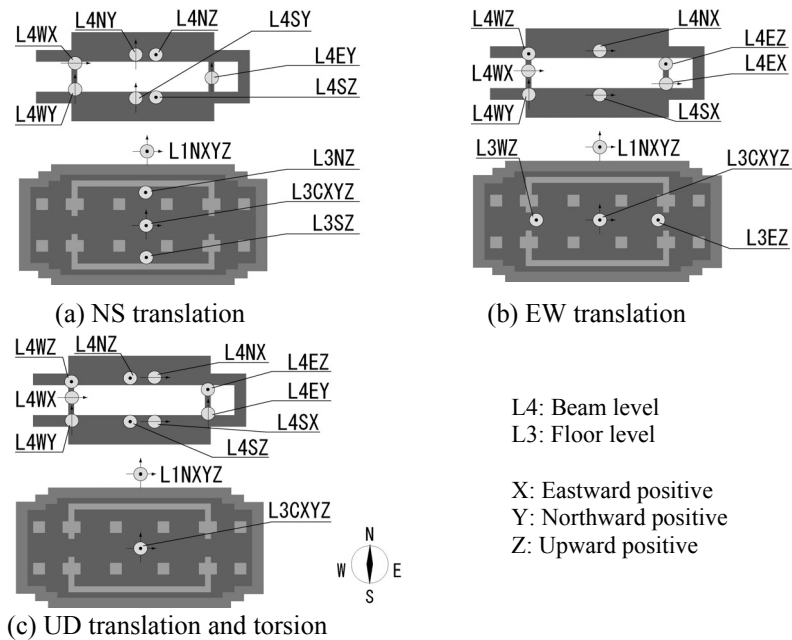 L4NY L4NZ
L4SY
L4WX
L4EY
L4SZ
L4WY
L1NXYZ
L3NZ
L3CXYZ
L3SZ
(a) NS translation
L4WZ
L4NX
L4EZ
L4WX
L4EX
L4WY
L4SX
L1NXYZ
L3WZ
L3CXYZ
L3EZ
(b) EW translation
L4WZ
L4NZ
L4NX
L4EZ
L4WX
L4EY
L4WY
L4SX
L4SZ
L1NXYZ
L3CXYZ
N
W E
S
(c) UD translation and torsion
L4: Beam level
L3: Floor level
X: Eastward positive
Y: Northward positive
Z: Upward positive